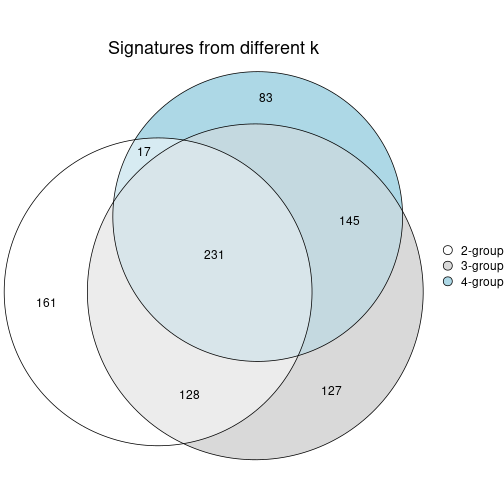 Signatures from different k
83
17
145
231
161
128
127
2-group
3-group
4-group